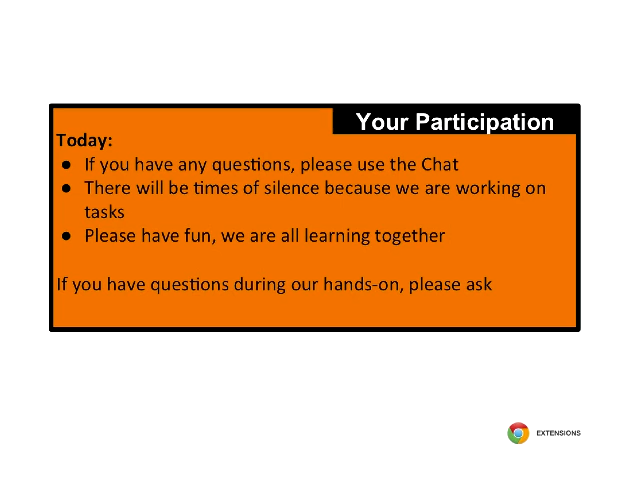 Your Participation
Today:
● If you have any questions, please use the Chat
● There will be times of silence because we are working on
tasks
● Please have fun, we are all learning together
If you have questions during our hands-on, please ask
EXTENSIONS